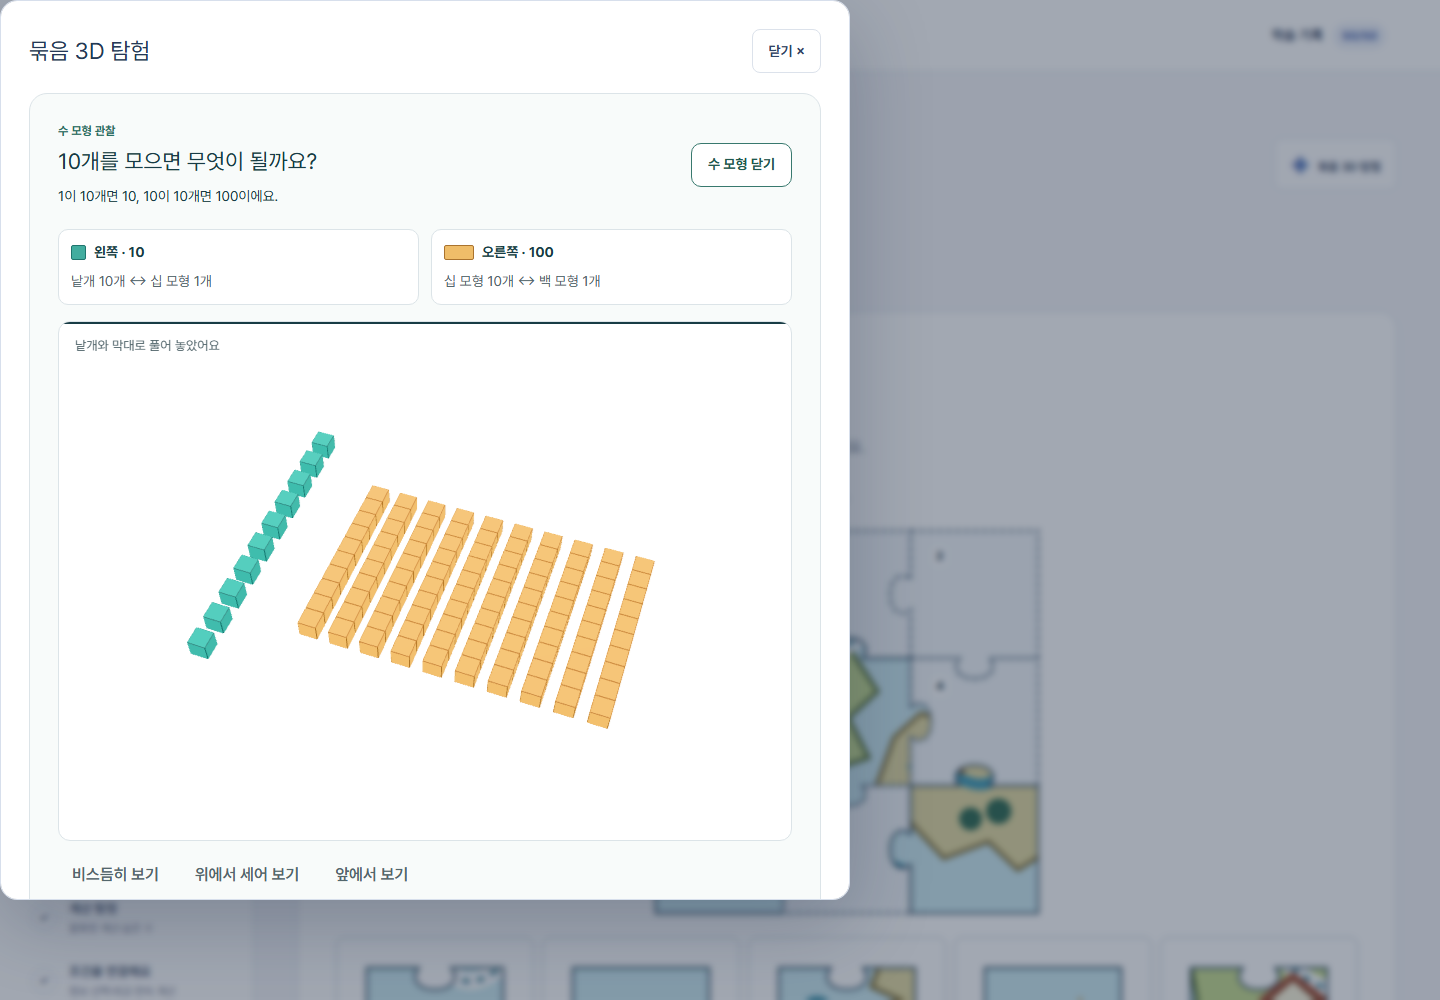 묶음 3D 탐험
닫기 ×
수 모형 관찰
10개를 모으면 무엇이 될까요?
1이 10개면 10, 10이 10개면 100이에요.
수 모형 닫기
왼쪽 · 10
낱개 10개 ↔ 십 모형 1개
오른쪽 · 100
십 모형 10개 ↔ 백 모형 1개
낱개와 막대로 풀어 놓았어요
비스듬히 보기
위에서 세어 보기
앞에서 보기